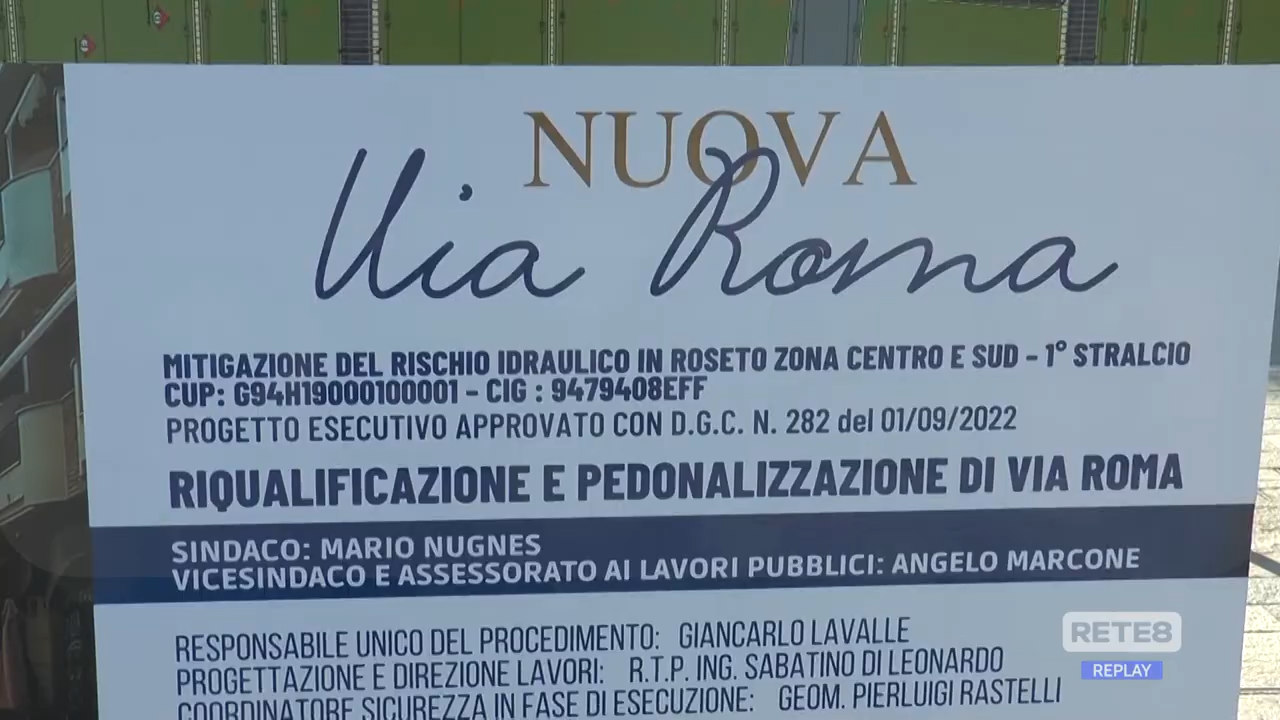 NUOVA
Via Roma
MITIGAZIONE DEL RISCHIO IDRAULICO IN ROSETO ZONA CENTRO E SUD – 1° STRALCIO
CUP: G94H19000100001 – CIG : 9479408EFF
PROGETTO ESECUTIVO APPROVATO CON D.G.C. N. 282 del 01/09/2022
RIQUALIFICAZIONE E PEDONALIZZAZIONE DI VIA ROMA
SINDACO: MARIO NUGNES
VICESINDACO E ASSESSORATO AI LAVORI PUBBLICI: ANGELO MARCONE
RESPONSABILE UNICO DEL PROCEDIMENTO: GIANCARLO LAVALLE
PROGETTAZIONE E DIREZIONE LAVORI: R.T.P. ING. SABATINO DI LEONARDO
COORDINATORE SICUREZZA IN FASE DI ESECUZIONE: GEOM. PIERLUIGI RASTELLI
RETE8
REPLAY